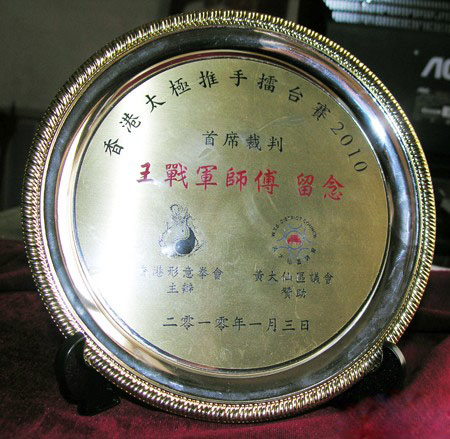 香港太極推手擂台賽2010
首席裁判
王戰軍師傅 留念
香港形意拳會
主辦
黃大仙區議會
贊助
二零一零年一月三日
AO